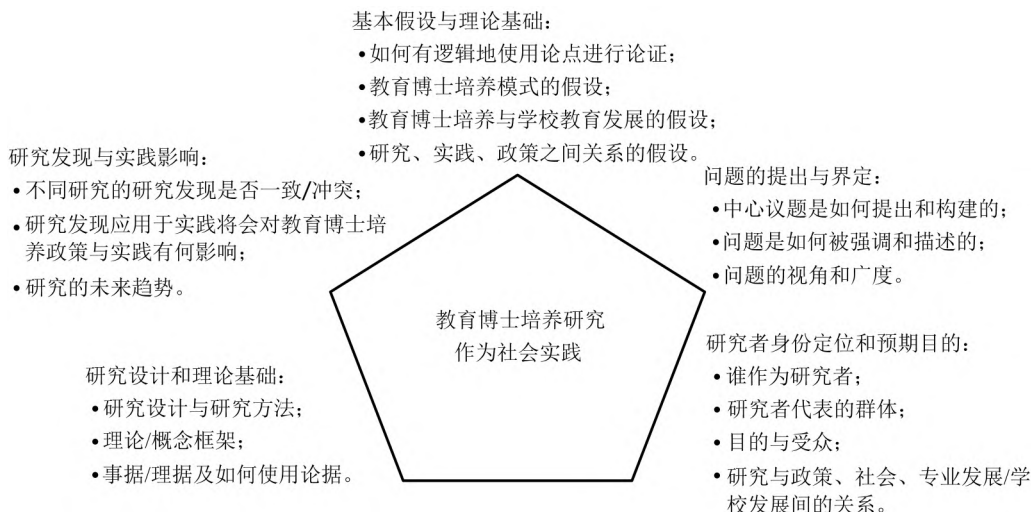 基本假设与理论基础：
•如何有逻辑地使用论点进行论证；
•教育博士培养模式的假设；
•教育博士培养与学校教育发展的假设；
•研究、实践、政策之间关系的假设。
研究发现与实践影响：
•不同研究的研究发现是否一致/冲突；
•研究发现应用于实践将会对教育博士培
养政策与实践有何影响；
•研究的未来趋势。
问题的提出与界定：
•中心议题是如何提出和构建的；
•问题是如何被强调和描述的；
•问题的视角和广度。
教育博士培养研究
作为社会实践
研究设计和理论基础：
•研究设计与研究方法；
•理论/概念框架；
•事据/理据及如何使用论据。
研究者身份定位和预期目的：
•谁作为研究者；
•研究者代表的群体；
•目的与受众；
•研究与政策、社会、专业发展/学
校发展间的关系。